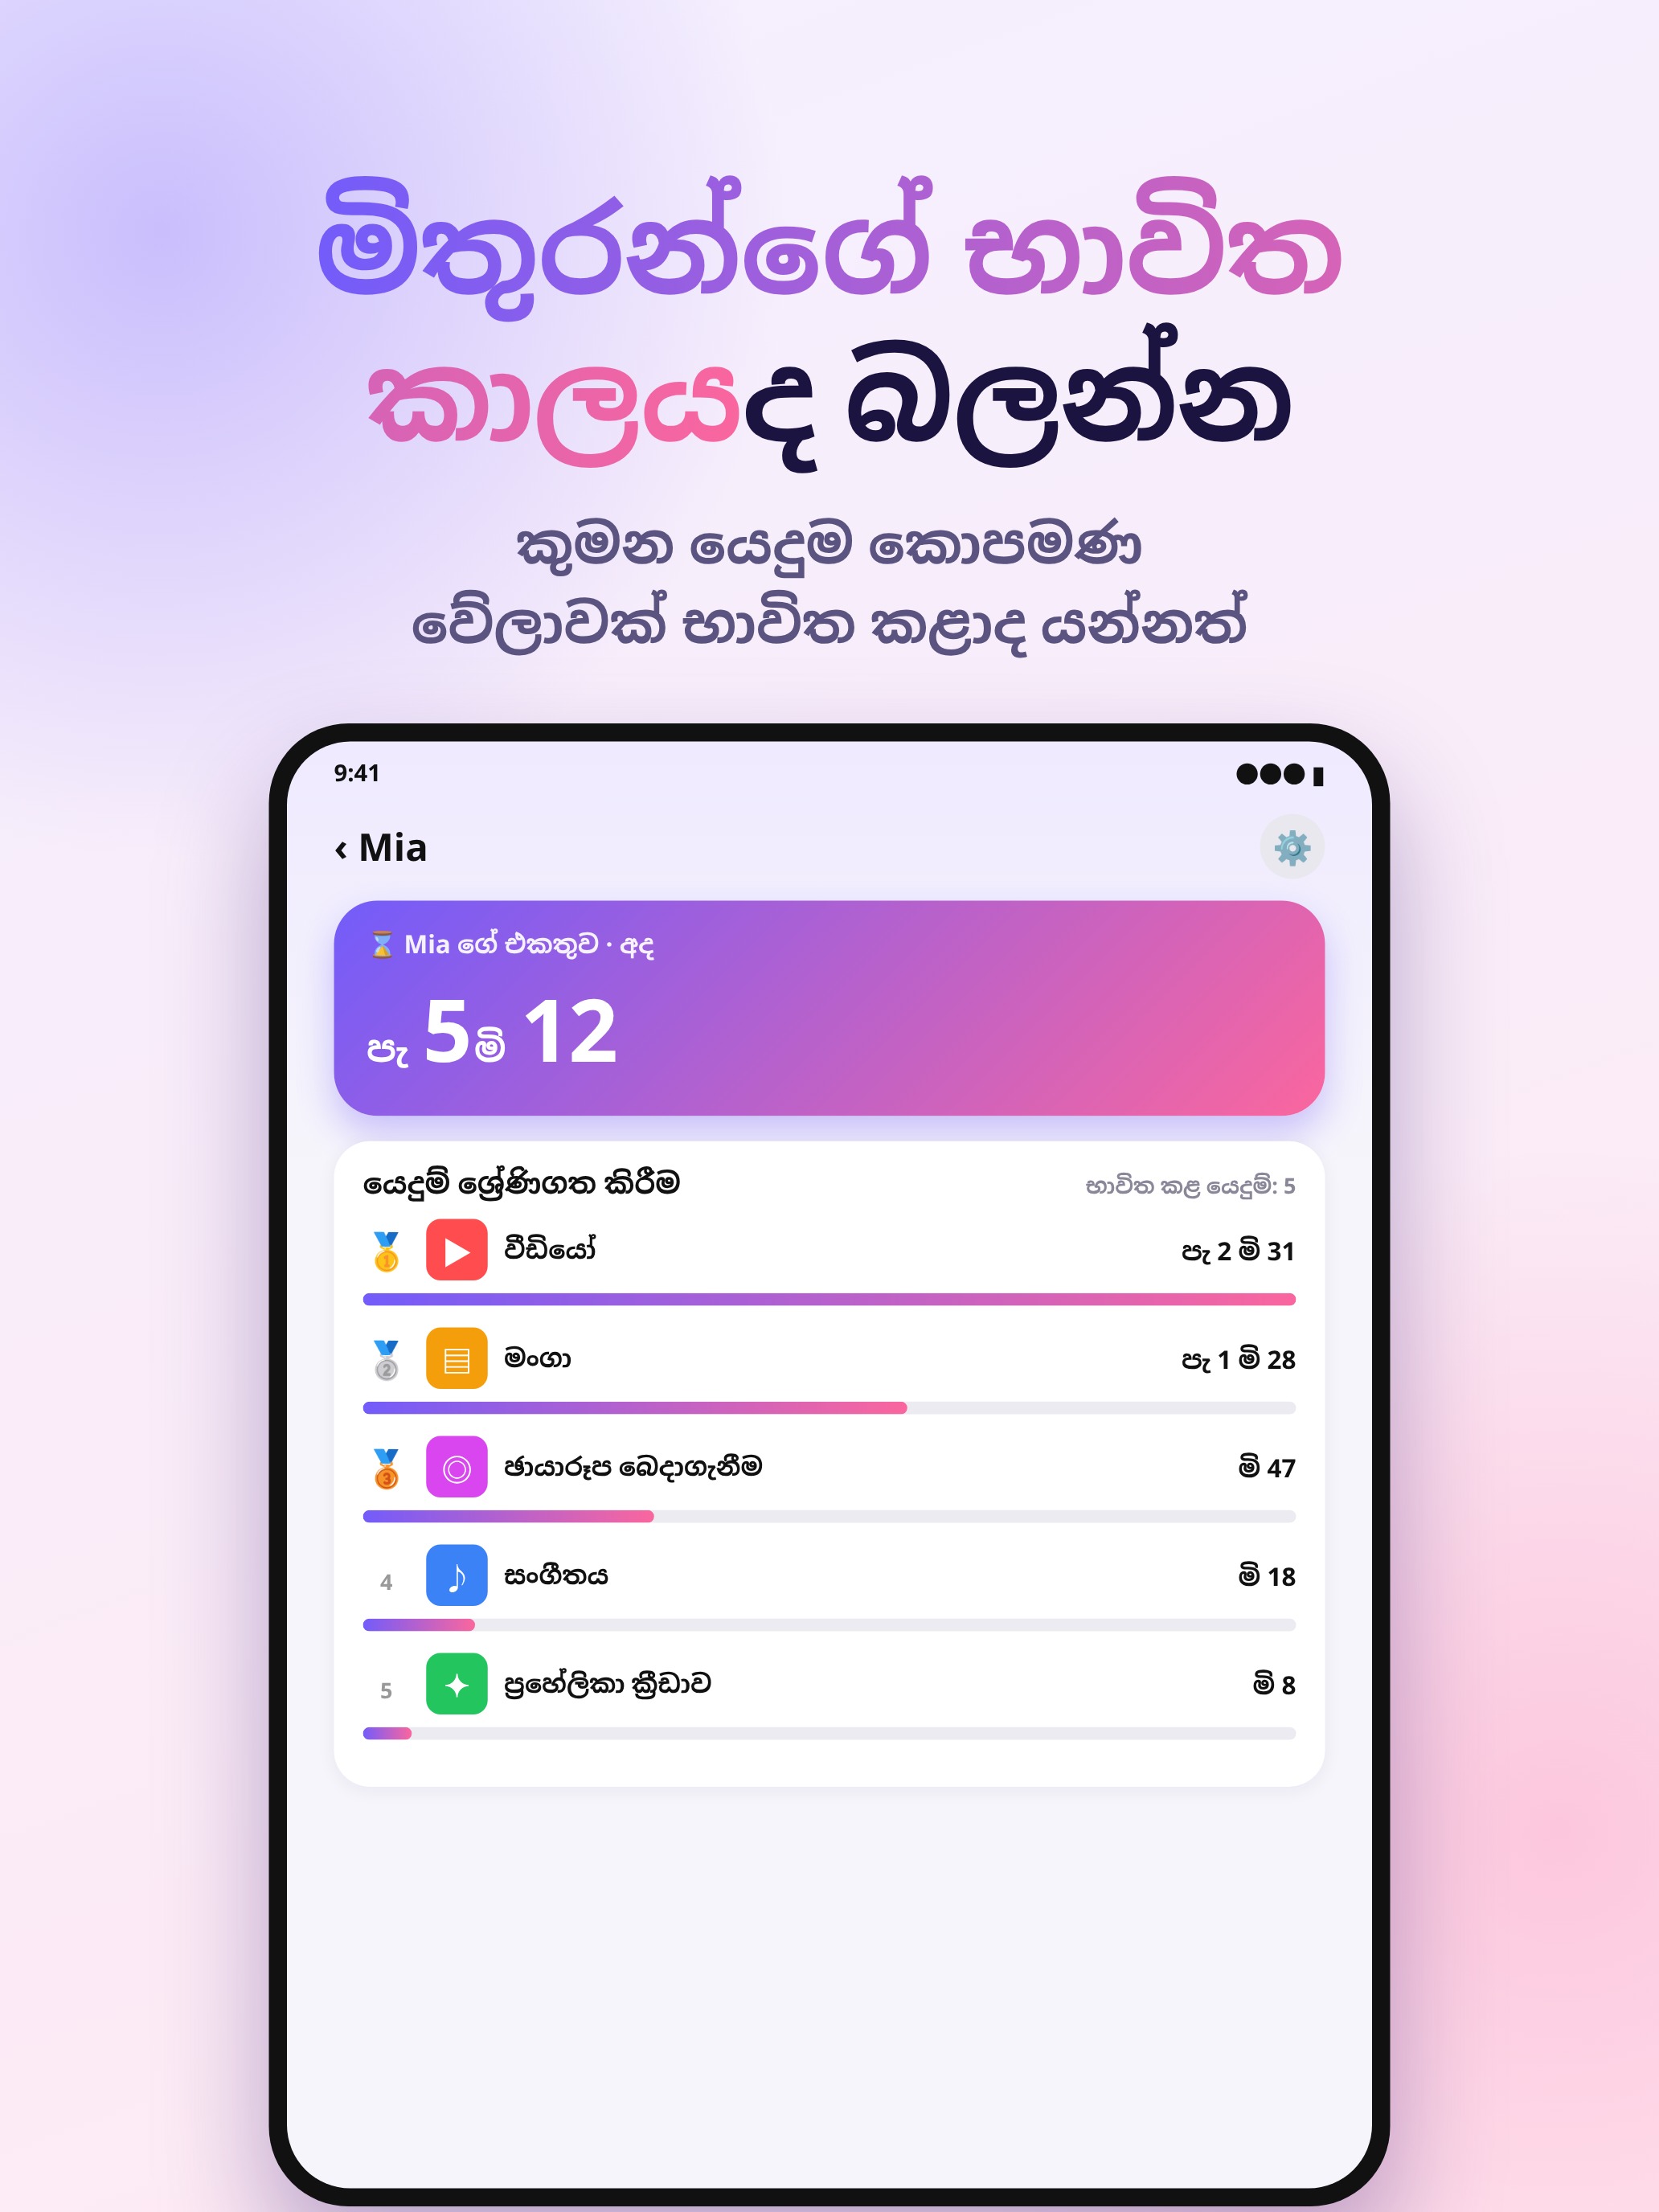 මිතුරන්ගේ භාවිත
කාලයද බලන්න
කුමන යෙදුම කොපමණ
වේලාවක් භාවිත කළාද යන්නත්
9:41
‹ Mia
⌛ Mia ගේ එකතුව · අද
පැ 5 මි 12
යෙදුම් ශ්‍රේණිගත කිරීම
භාවිත කළ යෙදුම්: 5
වීඩියෝ
පැ 2 මි 31
මංගා
පැ 1 මි 28
ඡායාරූප බෙදාගැනීම
මි 47
4
සංගීතය
මි 18
5
ප්‍රහේලිකා ක්‍රීඩාව
මි 8